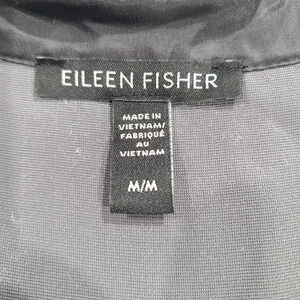 EILEEN FISHER
MADE IN
VIETNAM/
FABRIQUÉ
AU
VIETNAM
M/M